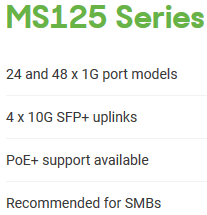 MS125 Series
24 and 48 x 1G port models
4 x 10G SFP+ uplinks
PoE+ support available
Recommended for SMBs